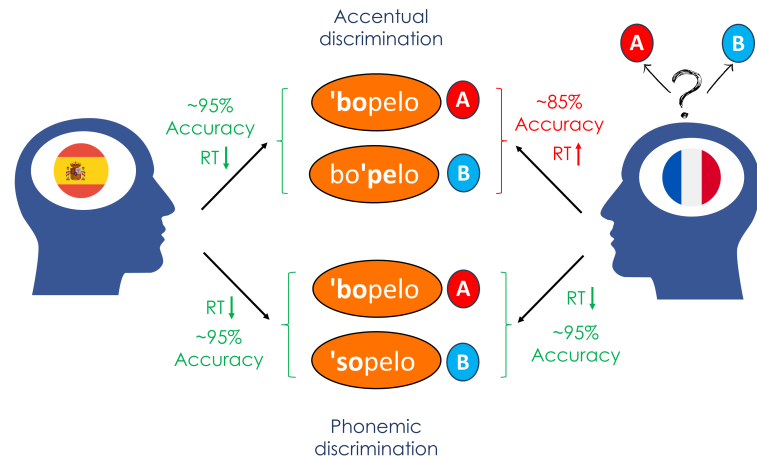 Accentual
discrimination
A
B
?
~95%
Accuracy
RT↓
'bopelo A
bo'pelo B
~85%
Accuracy
RT↑
RT↓
~95%
Accuracy
'bopelo A
'sopelo B
RT↓
~95%
Accuracy
Phonemic
discrimination